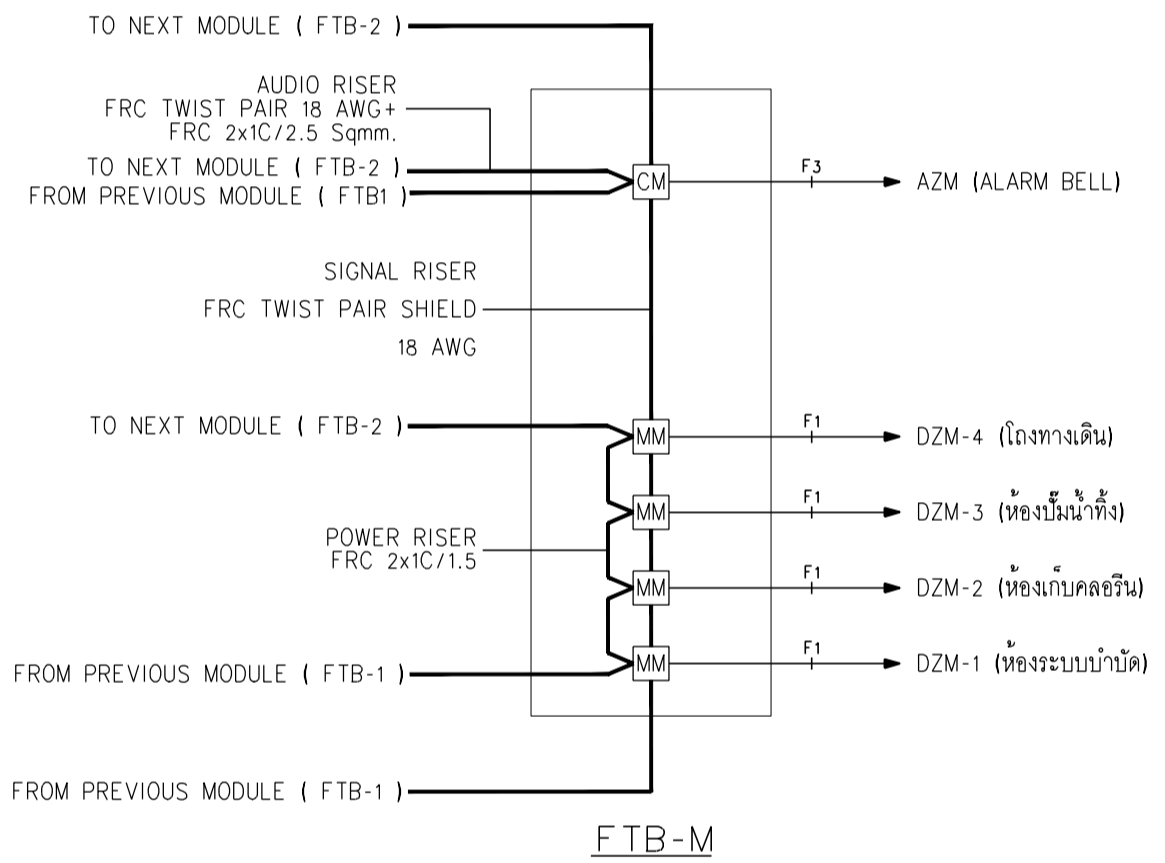 TO NEXT MODULE ( FTB-2 )
AUDIO RISER
FRC TWIST PAIR 18 AWG+
FRC 2x1C/2.5 Sqmm.
TO NEXT MODULE ( FTB-2 )
FROM PREVIOUS MODULE ( FTB1 )
CM
F3
AZM (ALARM BELL)
SIGNAL RISER
FRC TWIST PAIR SHIELD
18 AWG
TO NEXT MODULE ( FTB-2 )
MM
F1
DZM-4 (โถงทางเดิน)
MM
F1
DZM-3 (ห้องปั๊มน้ำทิ้ง)
POWER RISER
FRC 2x1C/1.5
MM
F1
DZM-2 (ห้องเก็บคลอรีน)
MM
F1
DZM-1 (ห้องระบบบำบัด)
FROM PREVIOUS MODULE ( FTB-1 )
FROM PREVIOUS MODULE ( FTB-1 )
FTB-M